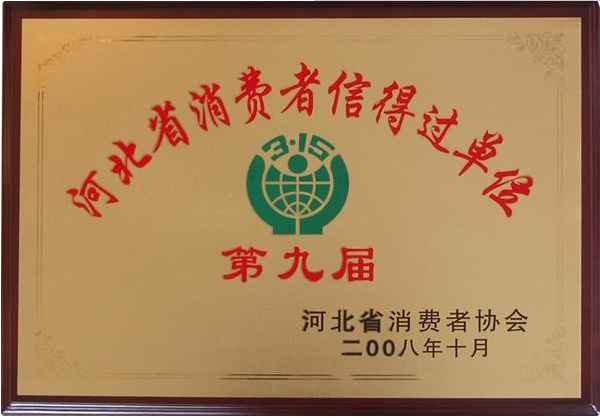 河北省消费者信得过单位
3·15
第九届
河北省消费者协会
二00八年十月